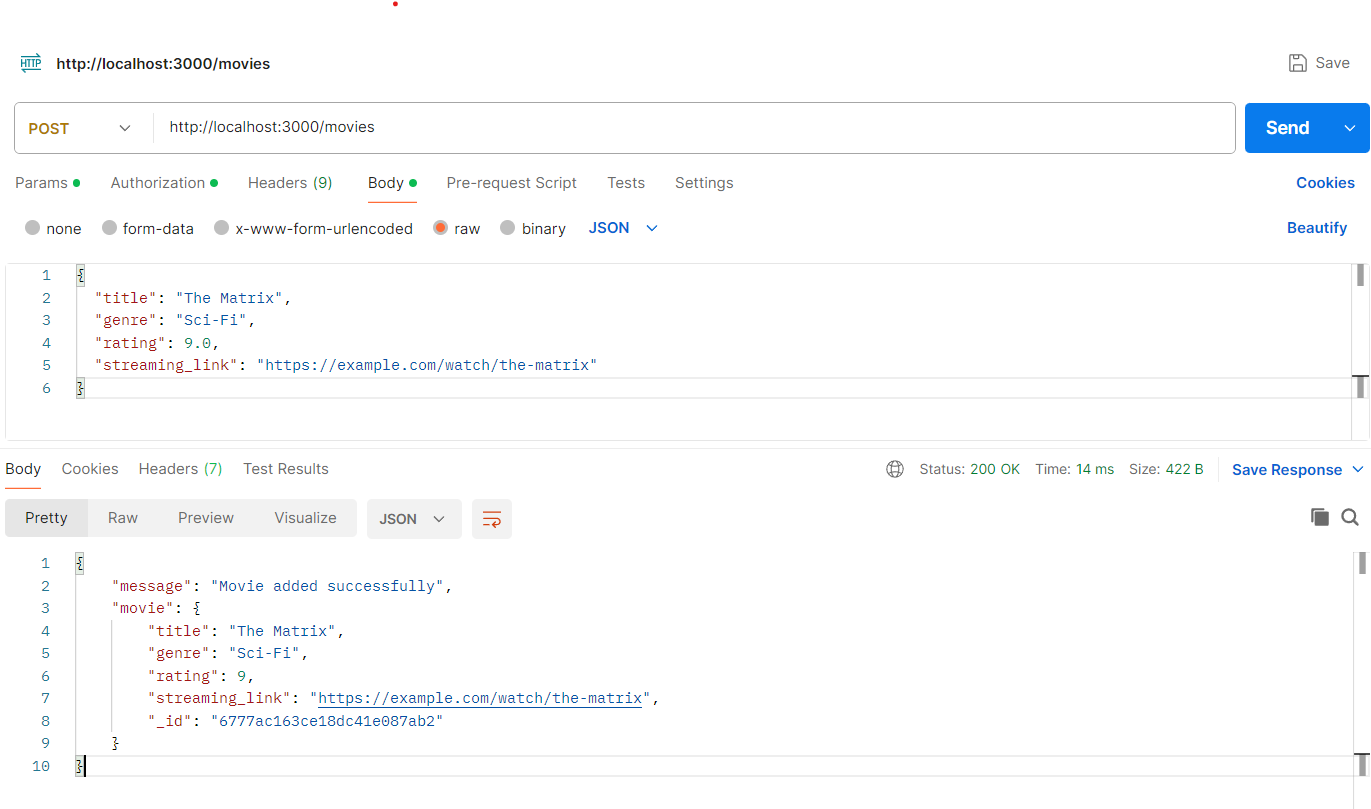 HTTP http://localhost:3000/movies Save
POST http://localhost:3000/movies Send
Params Authorization Headers (9) Body Pre-request Script Tests Settings Cookies
none form-data x-www-form-urlencoded raw binary JSON Beautify
1 {
2 "title": "The Matrix",
3 "genre": "Sci-Fi",
4 "rating": 9.0,
5 "streaming_link": "https://example.com/watch/the-matrix"
6 }
Body Cookies Headers (7) Test Results Status: 200 OK Time: 14 ms Size: 422 B Save Response
Pretty Raw Preview Visualize JSON
1 {
2 "message": "Movie added successfully",
3 "movie": {
4 "title": "The Matrix",
5 "genre": "Sci-Fi",
6 "rating": 9,
7 "streaming_link": "https://example.com/watch/the-matrix",
8 "_id": "6777ac163ce18dc41e087ab2"
9 }
10 }